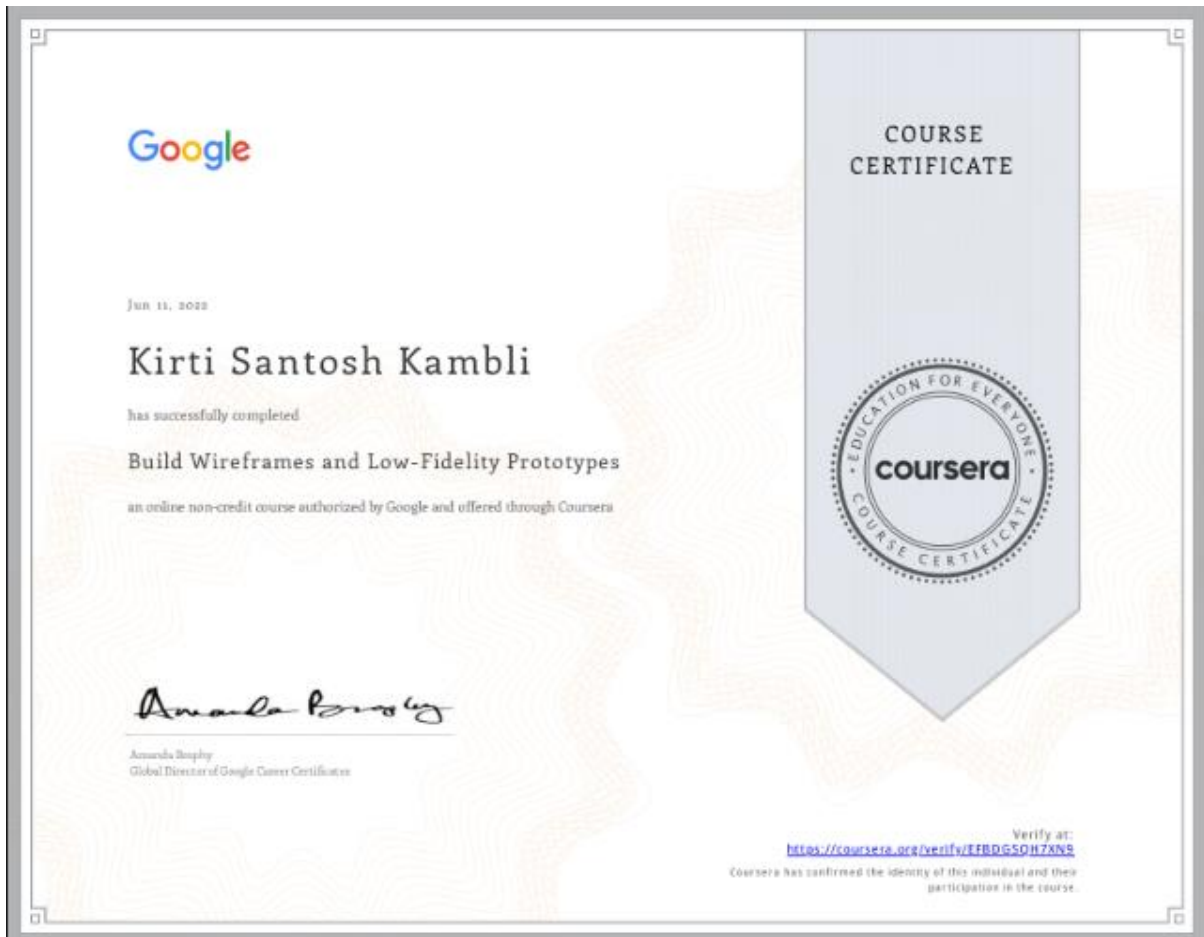 Google
COURSE
CERTIFICATE
Jun 11, 2022
Kirti Santosh Kambli
has successfully completed
Build Wireframes and Low-Fidelity Prototypes
an online non-credit course authorized by Google and offered through Coursera
EDUCATION FOR EVERYONE
coursera
COURSE CERTIFICATE
Amanda Brophy
Amanda Brophy
Global Director of Google Career Certificates
Verify at:
https://coursera.org/verify/EFBDGSQH7XN9
Coursera has confirmed the identity of this individual and their
participation in the course.